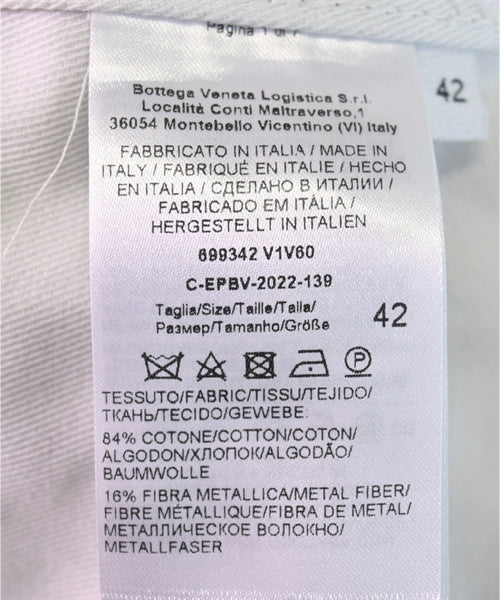 Pagina 1 di
Bottega Veneta Logistica S.r.l.
Località Conti Maltraverso,1
36054 Montebello Vicentino (VI) Italy
42
FABBRICATO IN ITALIA / MADE IN
ITALY / FABRIQUÉ EN ITALIE / HECHO
EN ITALIA / СДЕЛАНО В ИТАЛИИ /
FABRICADO EM ITÁLIA /
HERGESTELLT IN ITALIEN
699342 V1V60
C-EPBV-2022-139
Taglia/Size/Taille/Talla/
Размер/Tamanho/Größe
42
P
TESSUTO/FABRIC/TISSU/TEJIDO/
ТКАНЬ/TECIDO/GEWEBE:
84% COTONE/COTTON/COTON/
ALGODON/ХЛОПОК/ALGODÃO/
BAUMWOLLE
16% FIBRA METALLICA/METAL FIBER/
FIBRE MÉTALLIQUE/FIBRA DE METAL/
МЕТАЛЛИЧЕСКОЕ ВОЛОКНО/
METALLFASER